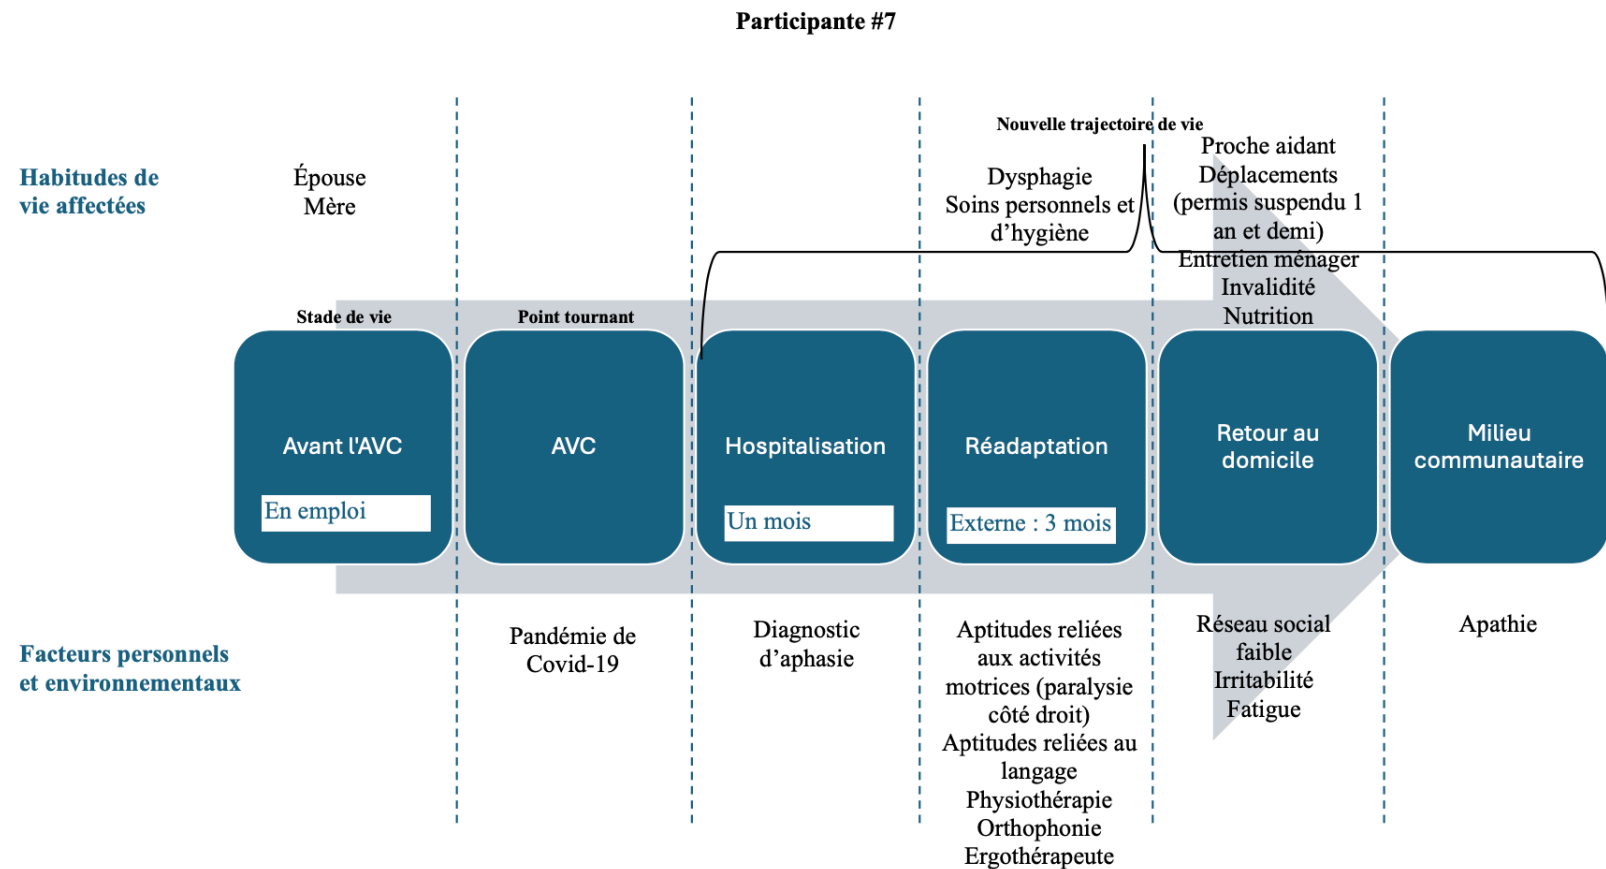 Participante #7
Nouvelle trajectoire de vie
Habitudes de
vie affectées
Épouse
Mère
Dysphagie
Soins personnels et
d’hygiène
Proche aidant
Déplacements
(permis suspendu 1
an et demi)
Entretien ménager
Invalidité
Nutrition
Stade de vie
Point tournant
Avant l'AVC
En emploi
AVC
Hospitalisation
Un mois
Réadaptation
Externe : 3 mois
Retour au
domicile
Milieu
communautaire
Facteurs personnels
et environnementaux
Pandémie de
Covid-19
Diagnostic
d’aphasie
Aptitudes reliées
aux activités
motrices (paralysie
côté droit)
Aptitudes reliées au
langage
Physiothérapie
Orthophonie
Ergothérapeute
Réseau social
faible
Irritabilité
Fatigue
Apathie